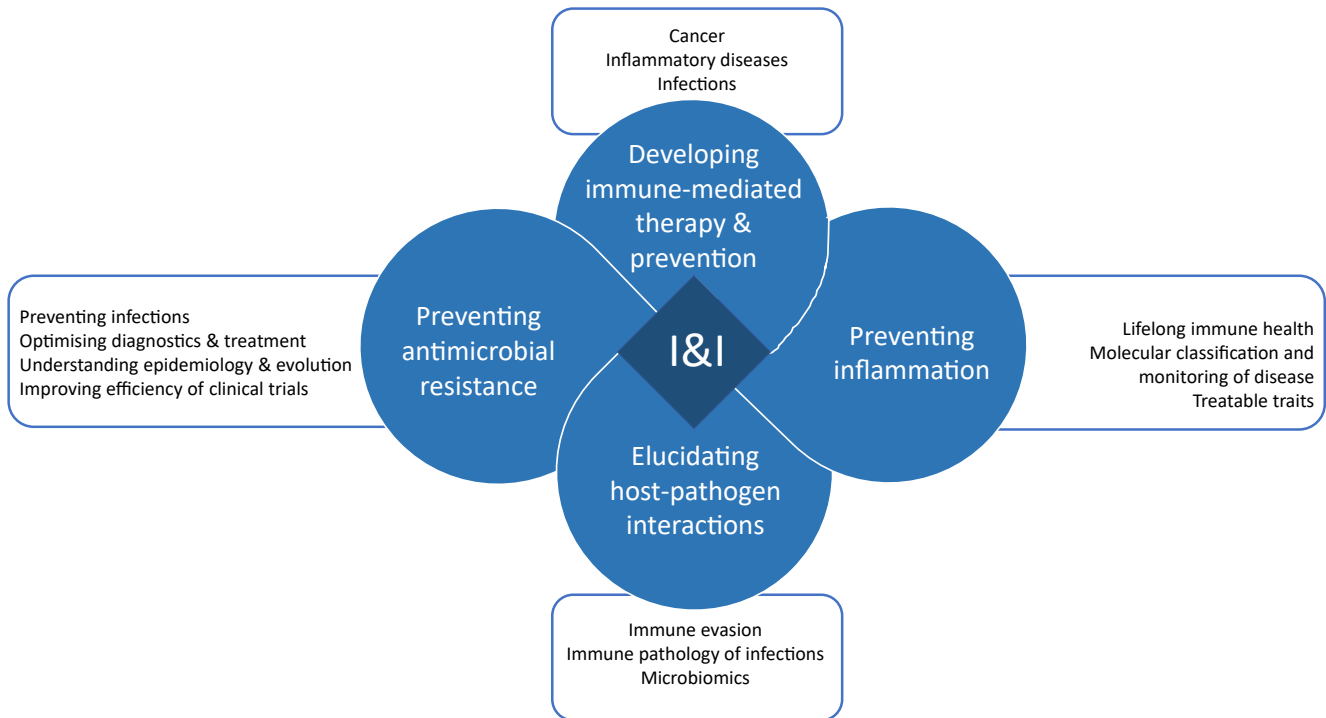 Cancer
Inflammatory diseases
Infections
Developing
immune-mediated
therapy &
prevention
Preventing infections
Optimising diagnostics & treatment
Understanding epidemiology & evolution
Improving efficiency of clinical trials
Preventing
antimicrobial
resistance
I&I
Preventing
inflammation
Lifelong immune health
Molecular classification and
monitoring of disease
Treatable traits
Elucidating
host-pathogen
interactions
Immune evasion
Immune pathology of infections
Microbiomics